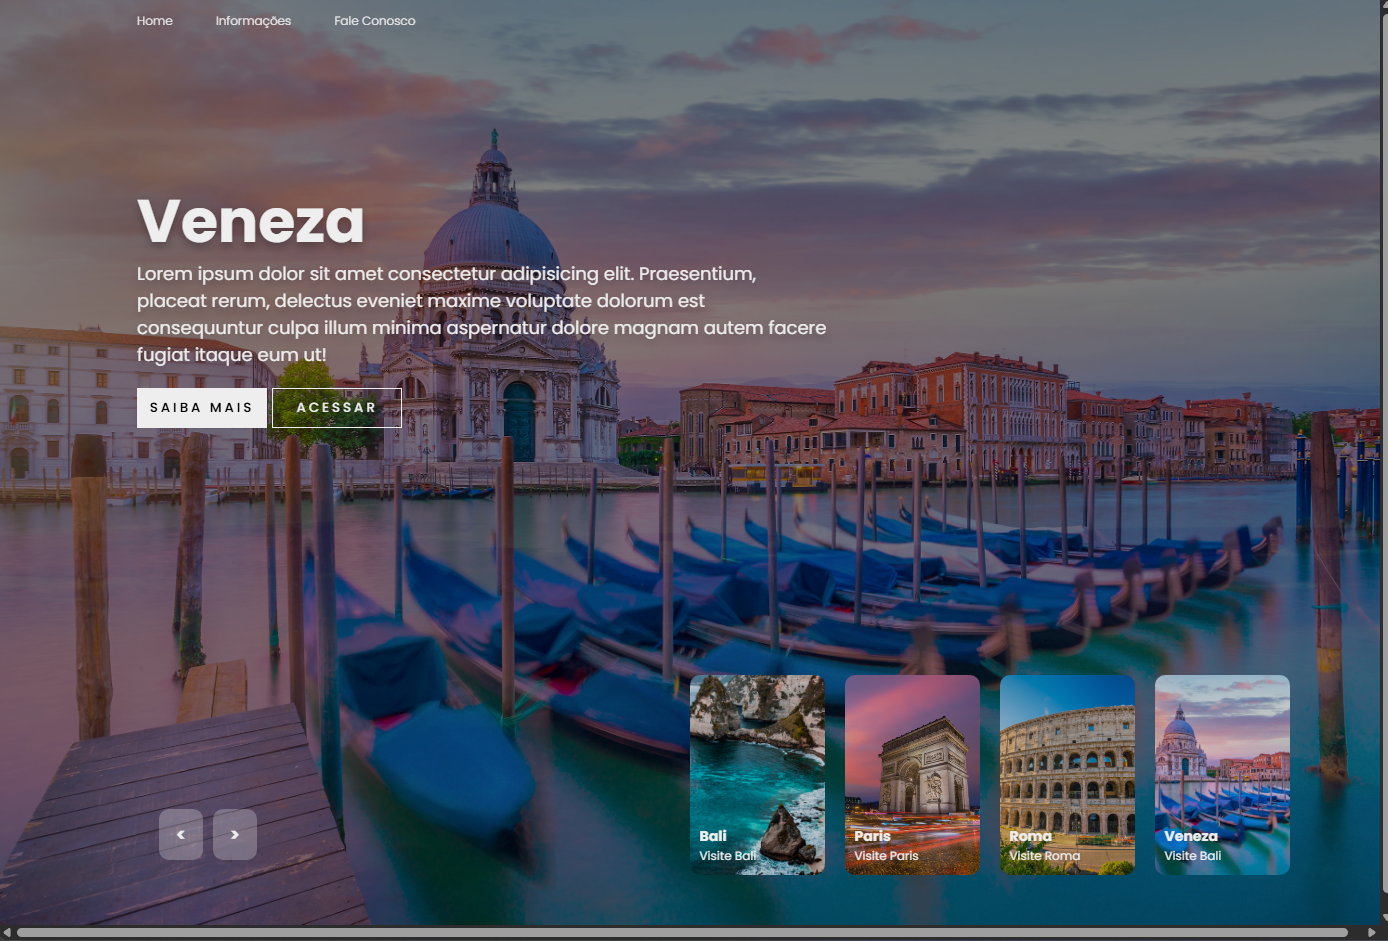 Home Informações Fale Conosco
Veneza
Lorem ipsum dolor sit amet consectetur adipisicing elit. Praesentium,
placeat rerum, delectus eveniet maxime voluptate dolorum est
consequuntur culpa illum minima aspernatur dolore magnam autem facere
fugiat itaque eum ut!
SAIBA MAIS ACESSAR
< >
Bali
Visite Bali
Paris
Visite Paris
Roma
Visite Roma
Veneza
Visite Bali